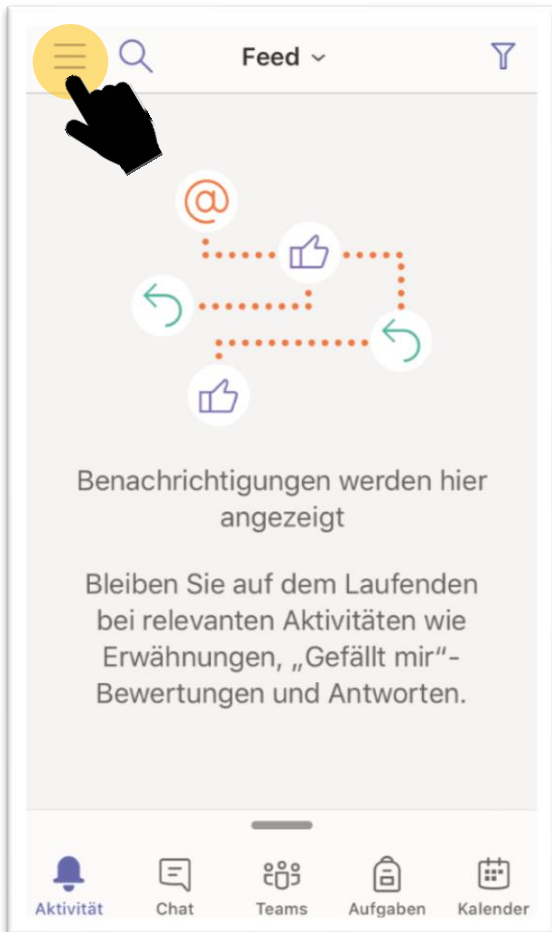 Feed
@
Benachrichtigungen werden hier
angezeigt
Bleiben Sie auf dem Laufenden
bei relevanten Aktivitäten wie
Erwähnungen, „Gefällt mir“-
Bewertungen und Antworten.
Aktivität Chat Teams Aufgaben Kalender